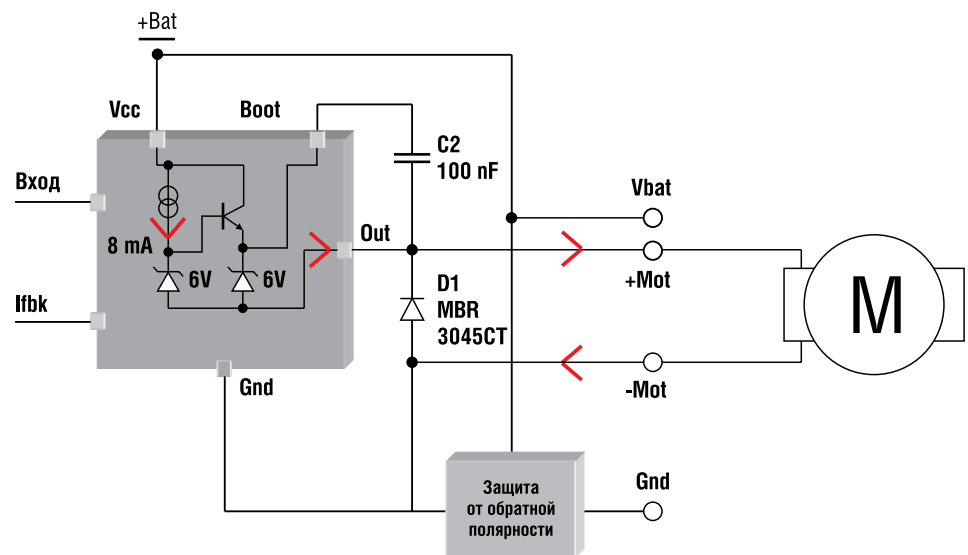 +Bat
Vcc
Boot
C2
100 nF
Вход
Vbat
8 mA
Out
6V
6V
+Mot
D1
MBR
3045CT
M
Ifbk
Gnd
-Mot
Gnd
Защита
от обратной
полярности